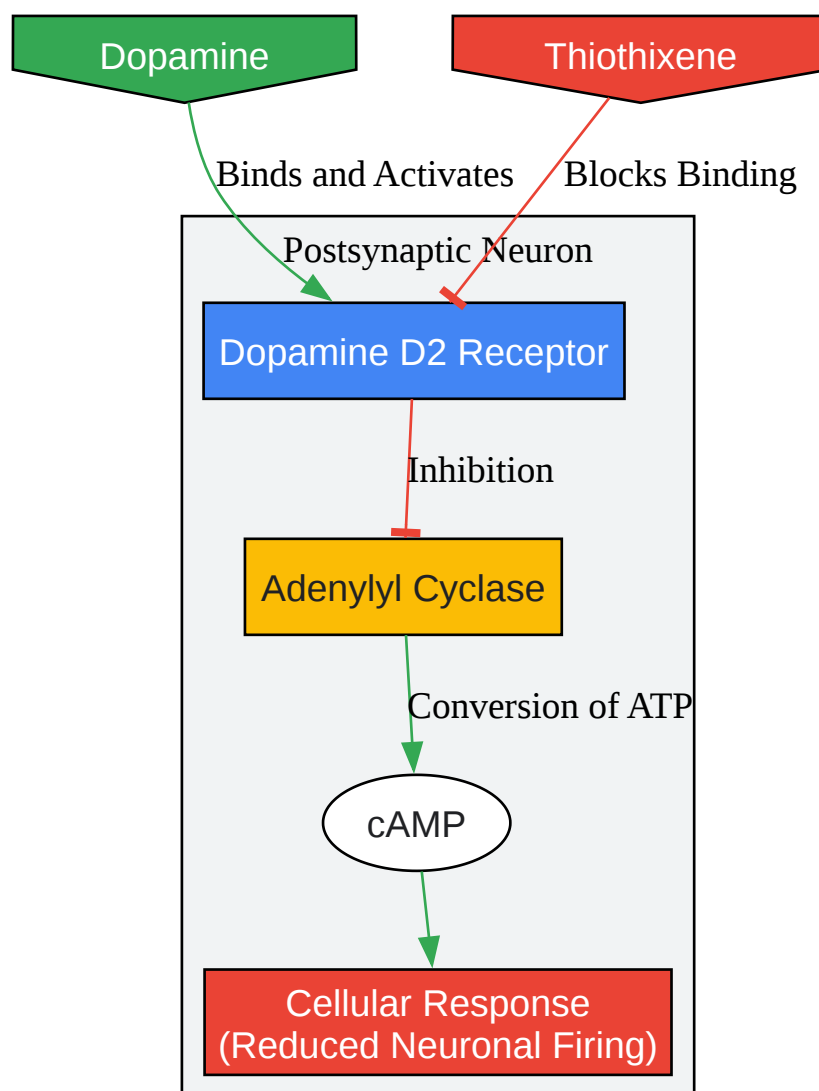 Dopamine
Thiothixene
Binds and Activates
Blocks Binding
Postsynaptic Neuron
Dopamine D2 Receptor
Inhibition
Adenylyl Cyclase
Conversion of ATP
cAMP
Cellular Response
(Reduced Neuronal Firing)